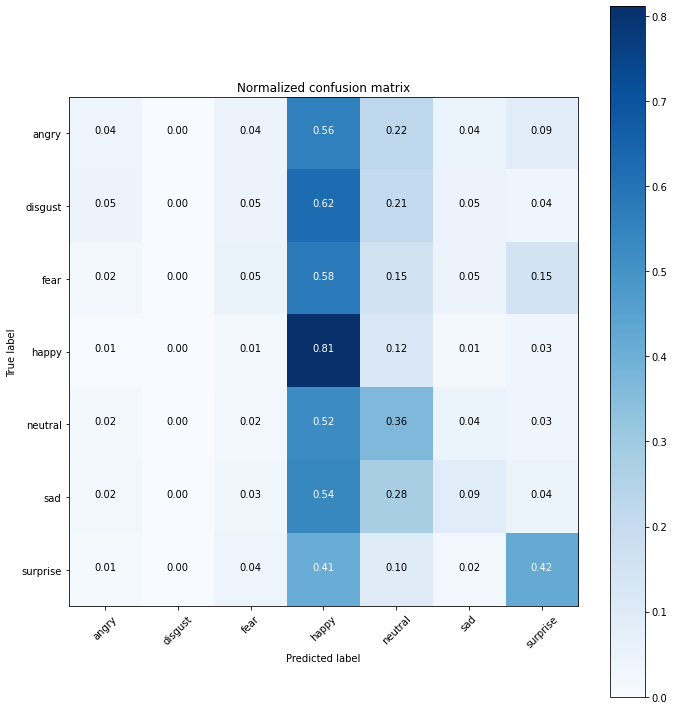 Normalized confusion matrix
angry 0.04 0.00 0.04 0.56 0.22 0.04 0.09
disgust 0.05 0.00 0.05 0.62 0.21 0.05 0.04
fear 0.02 0.00 0.05 0.58 0.15 0.05 0.15
happy 0.01 0.00 0.01 0.81 0.12 0.01 0.03
neutral 0.02 0.00 0.02 0.52 0.36 0.04 0.03
sad 0.02 0.00 0.03 0.54 0.28 0.09 0.04
surprise 0.01 0.00 0.04 0.41 0.10 0.02 0.42
True label
angry disgust fear happy neutral sad surprise
Predicted label
0.8
0.7
0.6
0.5
0.4
0.3
0.2
0.1
0.0